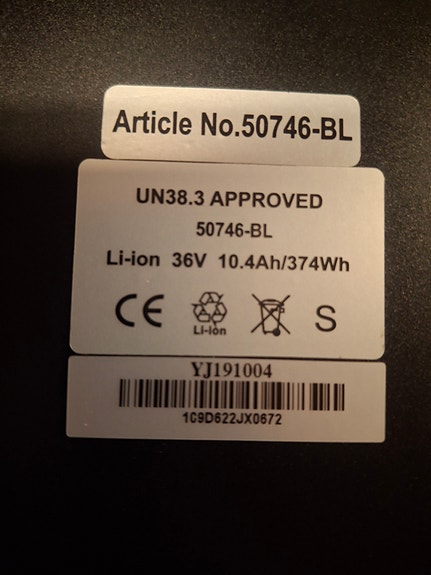 Article No.50746-BL
UN38.3 APPROVED
50746-BL
Li-ion 36V 10.4Ah/374Wh
CE Li-ion S
YJ191004
1C9D622JX0672